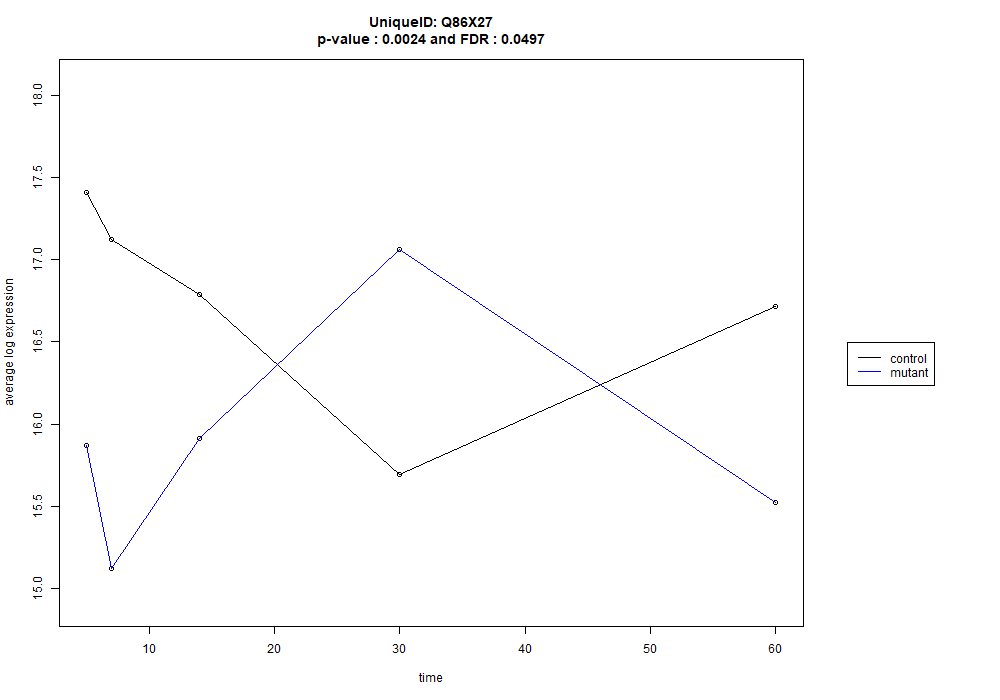 UniqueID: Q86X27
p-value : 0.0024 and FDR : 0.0497
18.0
17.5
17.0
16.5
16.0
15.5
15.0
average log expression
10 20 30 40 50 60
time
control
mutant